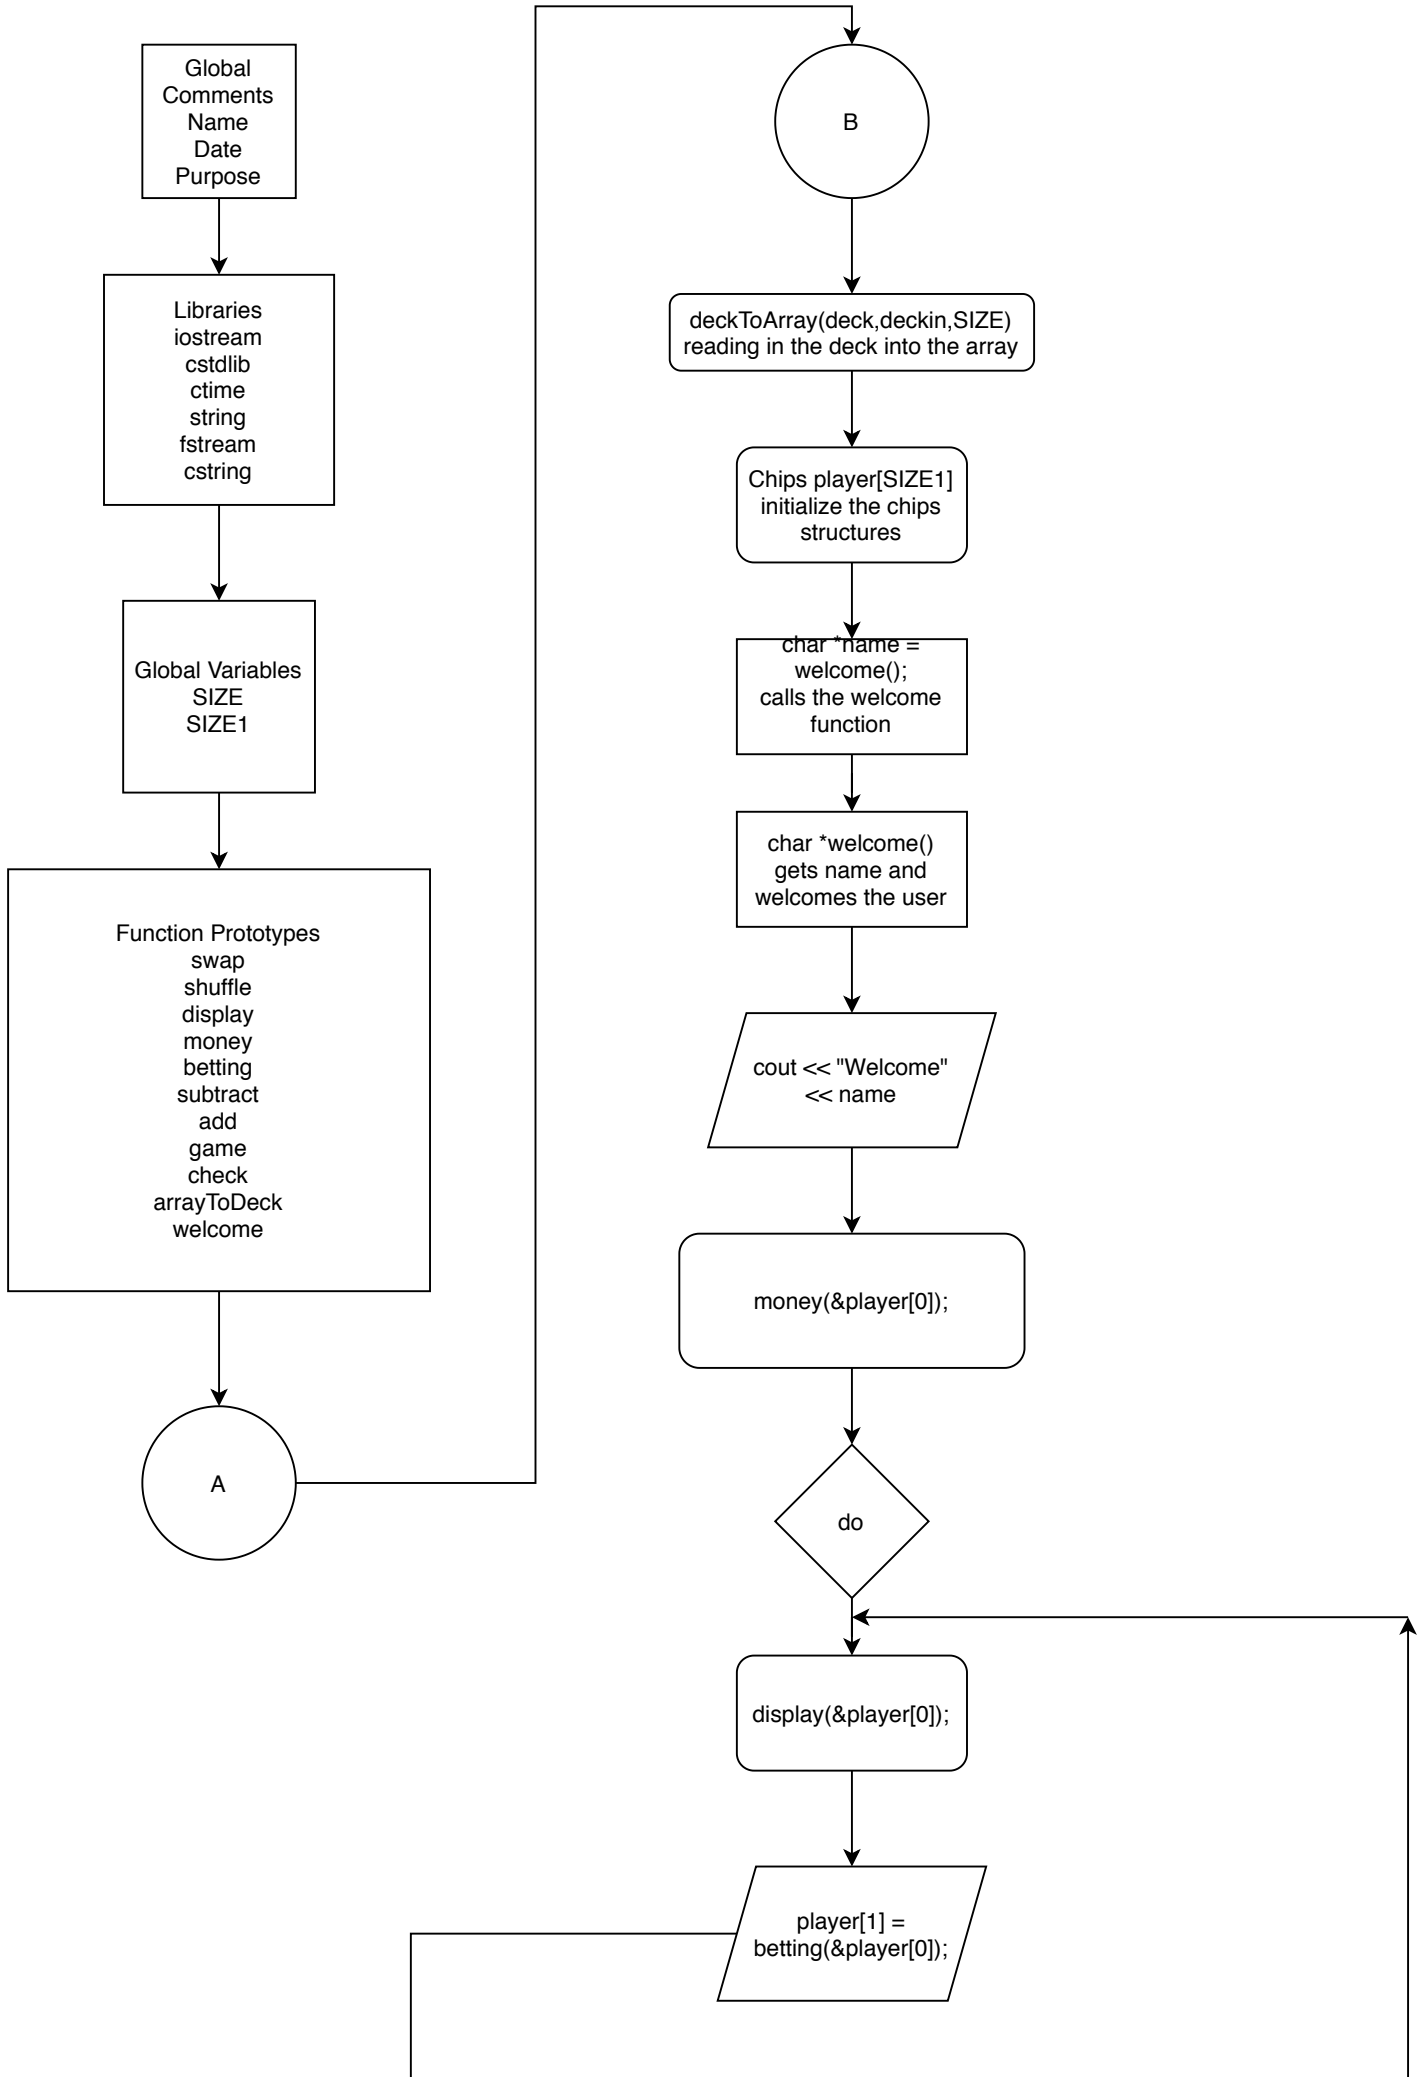 Global
Comments
Name
Date
Purpose
Libraries
iostream
cstdlib
ctime
string
fstream
cstring
Global Variables
SIZE
SIZE1
Function Prototypes
swap
shuffle
display
money
betting
subtract
add
game
check
arrayToDeck
welcome
A
B
deckToArray(deck,deckin,SIZE)
reading in the deck into the array
Chips player[SIZE1]
initialize the chips
structures
char *name =
welcome();
calls the welcome
function
char *welcome()
gets name and
welcomes the user
cout << "Welcome"
<< name
money(&player[0]);
do
display(&player[0]);
player[1] =
betting(&player[0]);